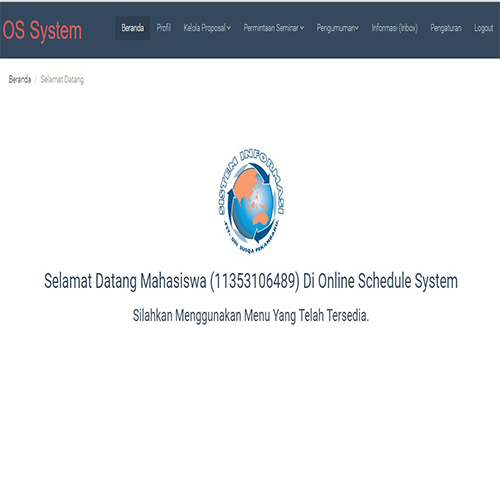 OS System Beranda Profil Kelola Proposal Permintaan Seminar Pengumuman Informasi (Inbox) Pengaturan Logout
Beranda / Selamat Datang
SISTEM INFORMASI
FST - UIN SUSQA PEKANBARU
Selamat Datang Mahasiswa (11353106489) Di Online Schedule System
Silahkan Menggunakan Menu Yang Telah Tersedia.